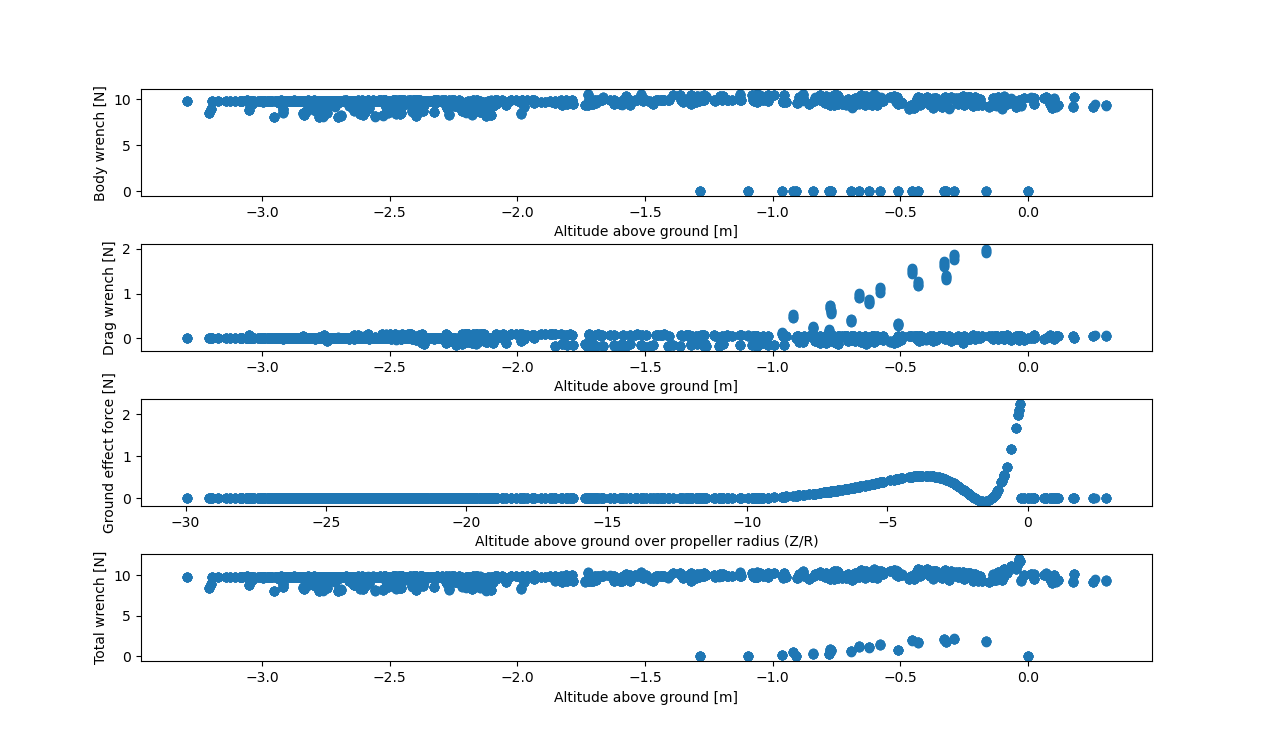 Body wrench [N]
10
5
0
−3.0 −2.5 −2.0 −1.5 −1.0 −0.5 0.0
Altitude above ground [m]
Drag wrench [N]
2
1
0
−3.0 −2.5 −2.0 −1.5 −1.0 −0.5 0.0
Altitude above ground [m]
Ground effect force [N]
2
1
0
−30 −25 −20 −15 −10 −5 0
Altitude above ground over propeller radius (Z/R)
Total wrench [N]
10
5
0
−3.0 −2.5 −2.0 −1.5 −1.0 −0.5 0.0
Altitude above ground [m]